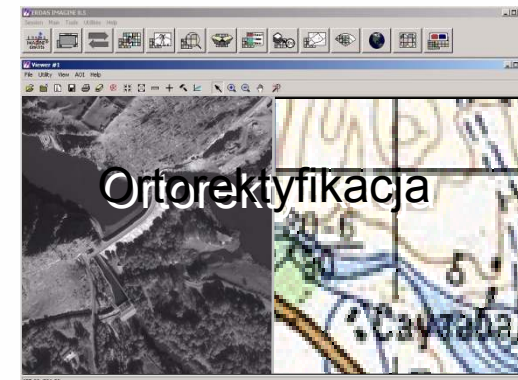 ERDAS IMAGINE 8.5
Session Main Tools Utilities Help
Viewer #1
File Utility View AOI Help
Ortorektyfikacja